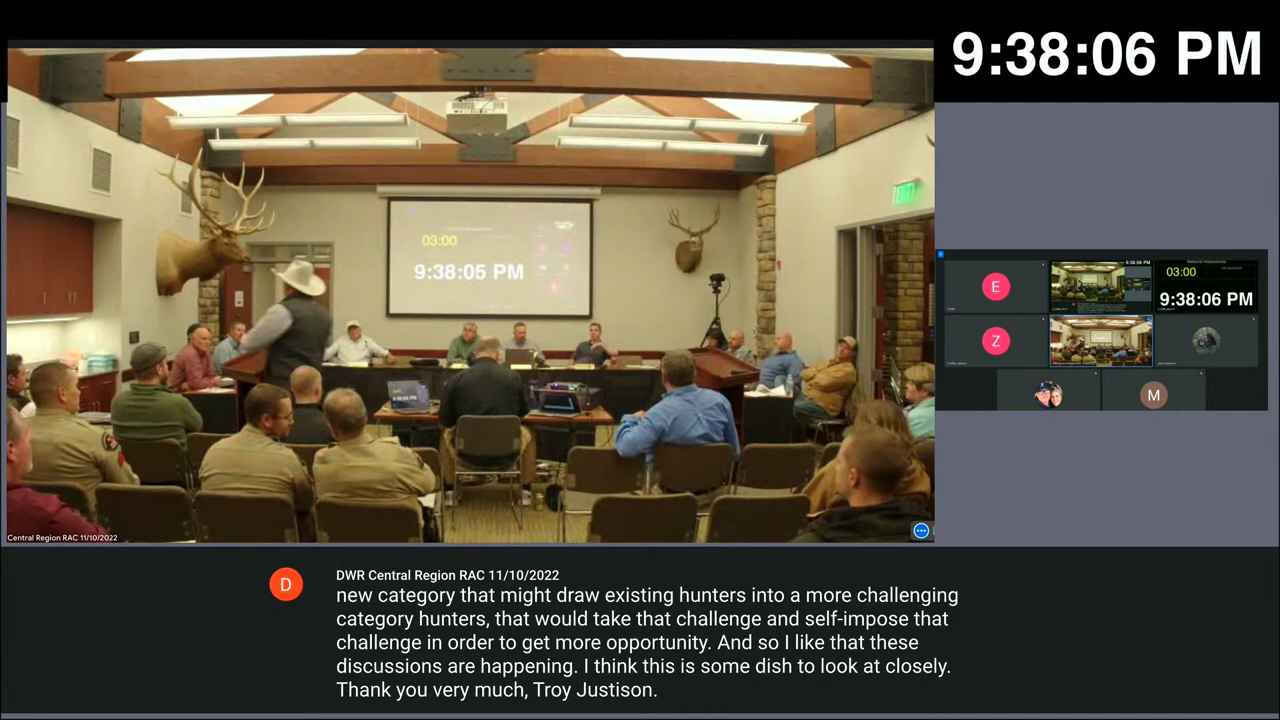 9:38:06 PM
EXIT
03:00
9:38:05 PM
E
03:00
9:38:06 PM
Z
M
Central Region RAC 11/10/2022
D
DWR Central Region RAC 11/10/2022
new category that might draw existing hunters into a more challenging
category hunters, that would take that challenge and self-impose that
challenge in order to get more opportunity. And so I like that these
discussions are happening. I think this is some dish to look at closely.
Thank you very much, Troy Justison.